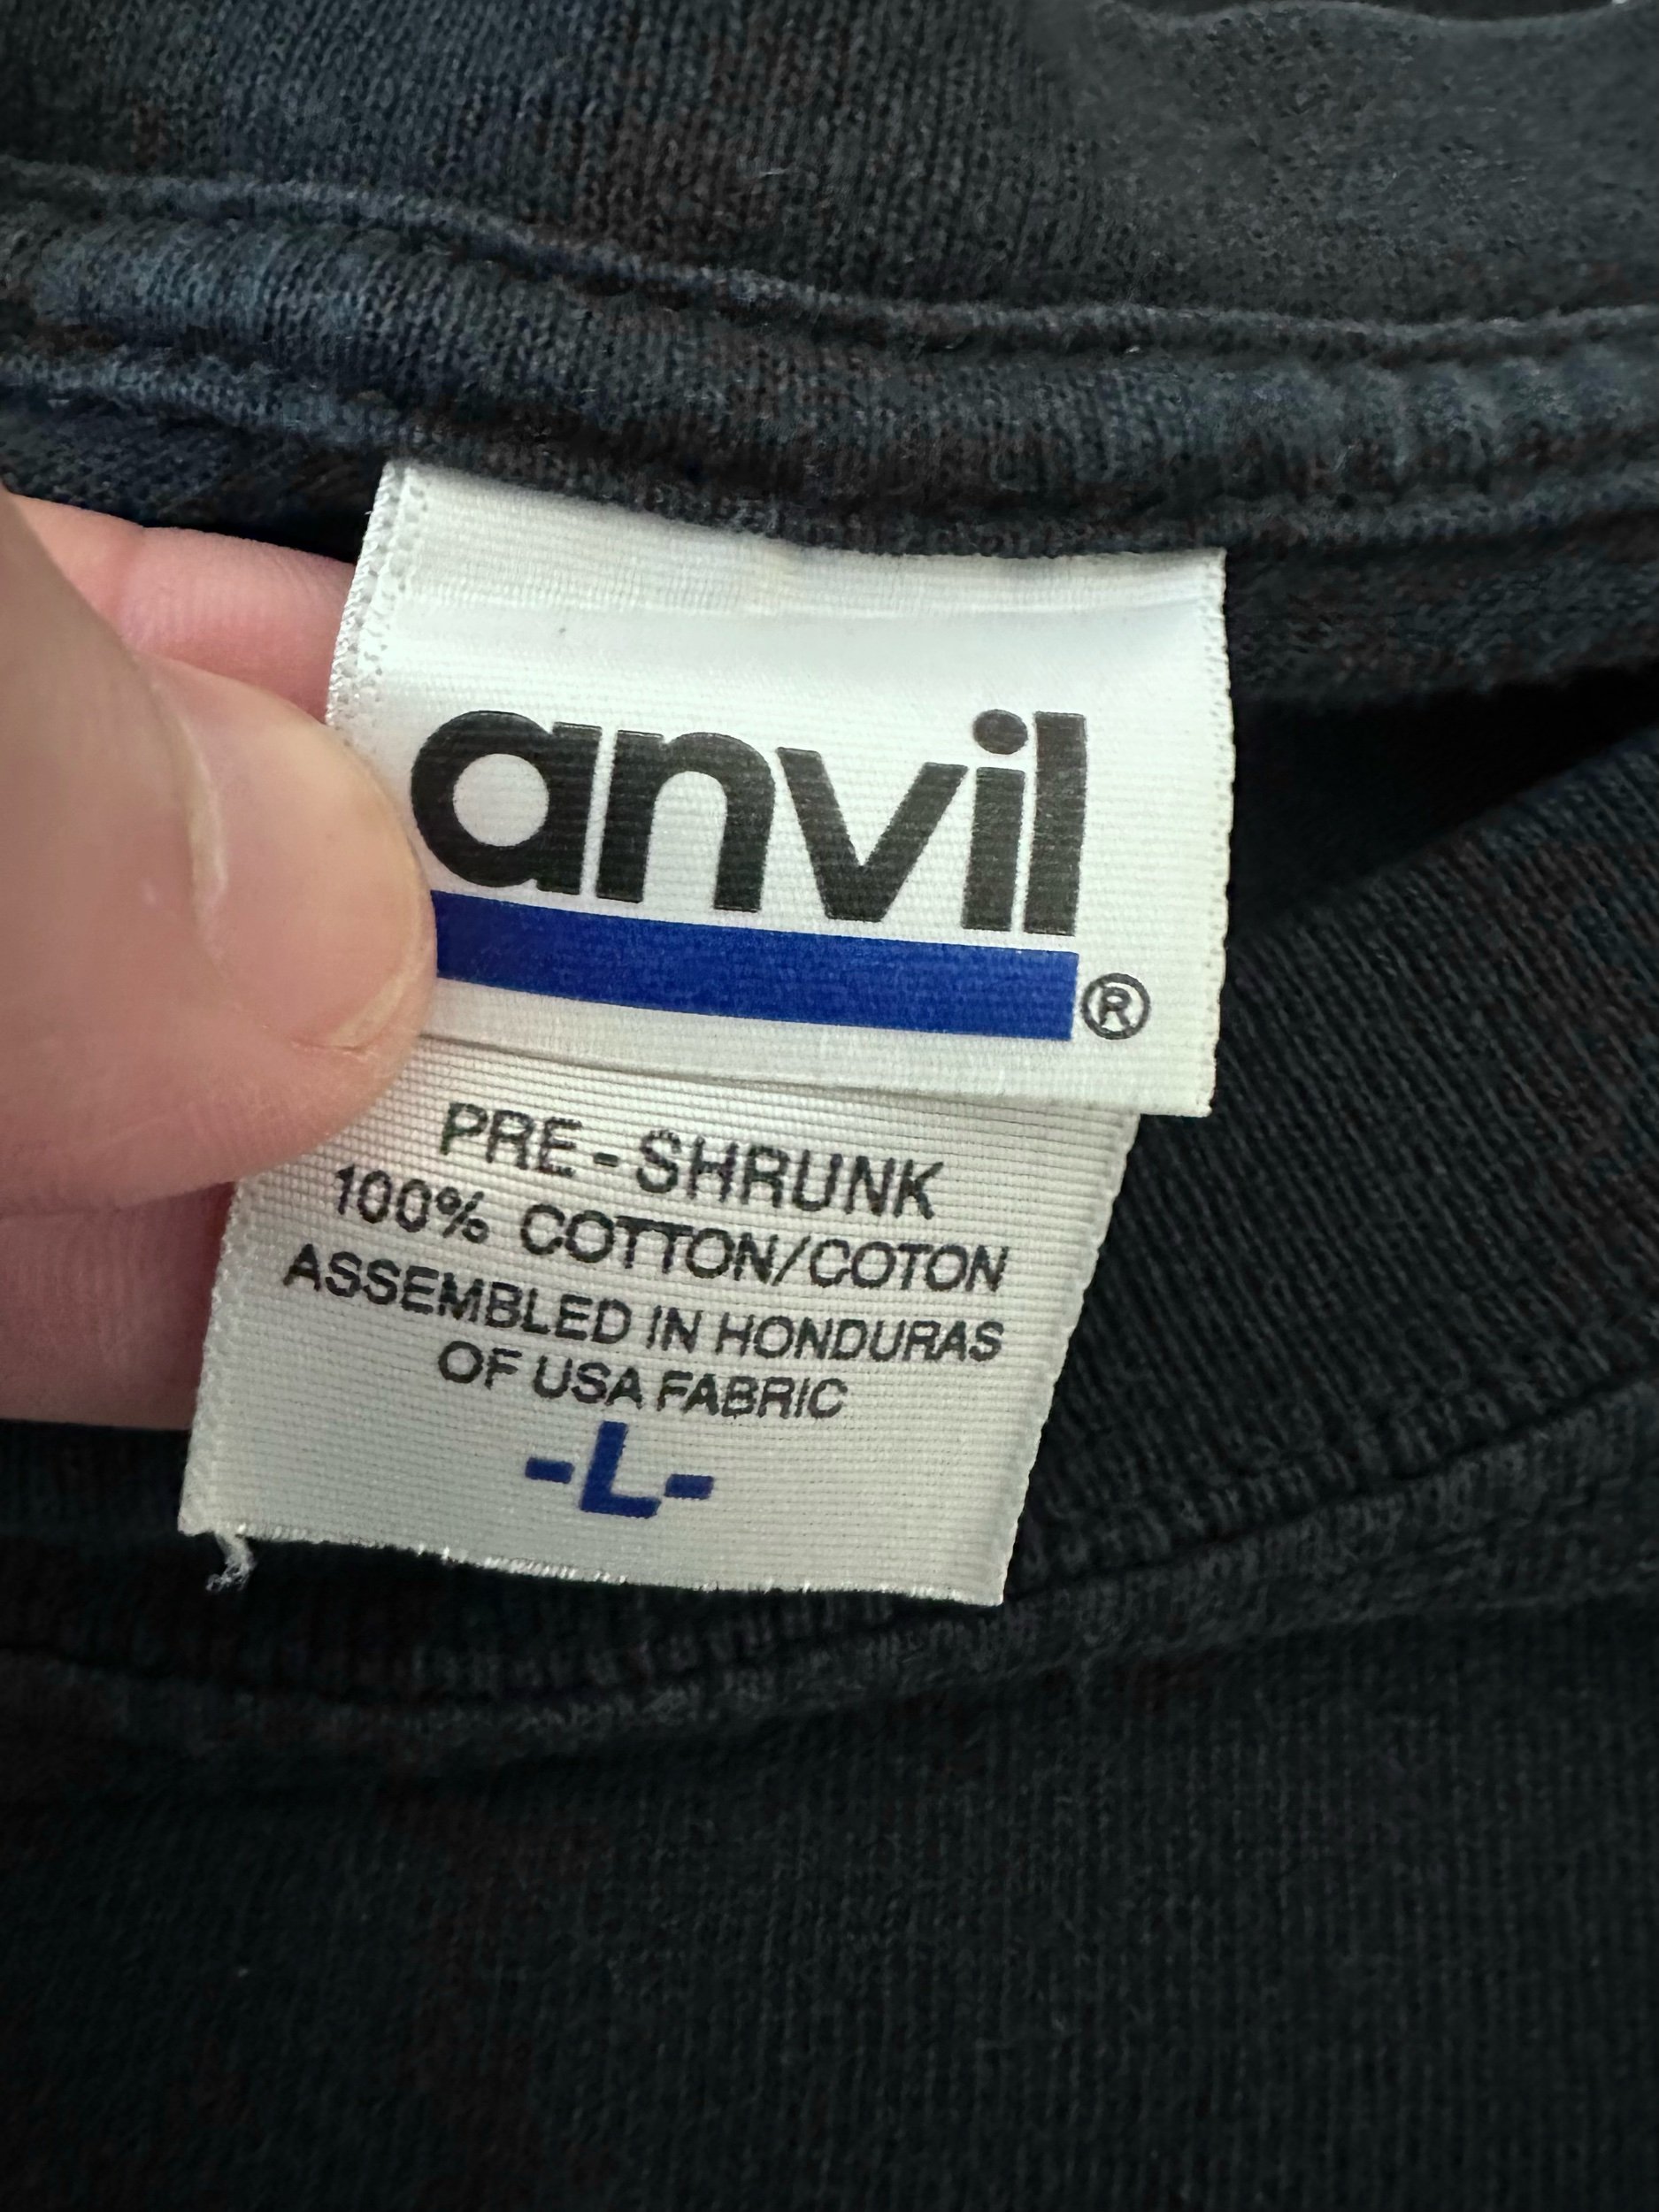 anvil
®
PRE-SHRUNK
100% COTTON/COTON
ASSEMBLED IN HONDURAS
OF USA FABRIC
-L-